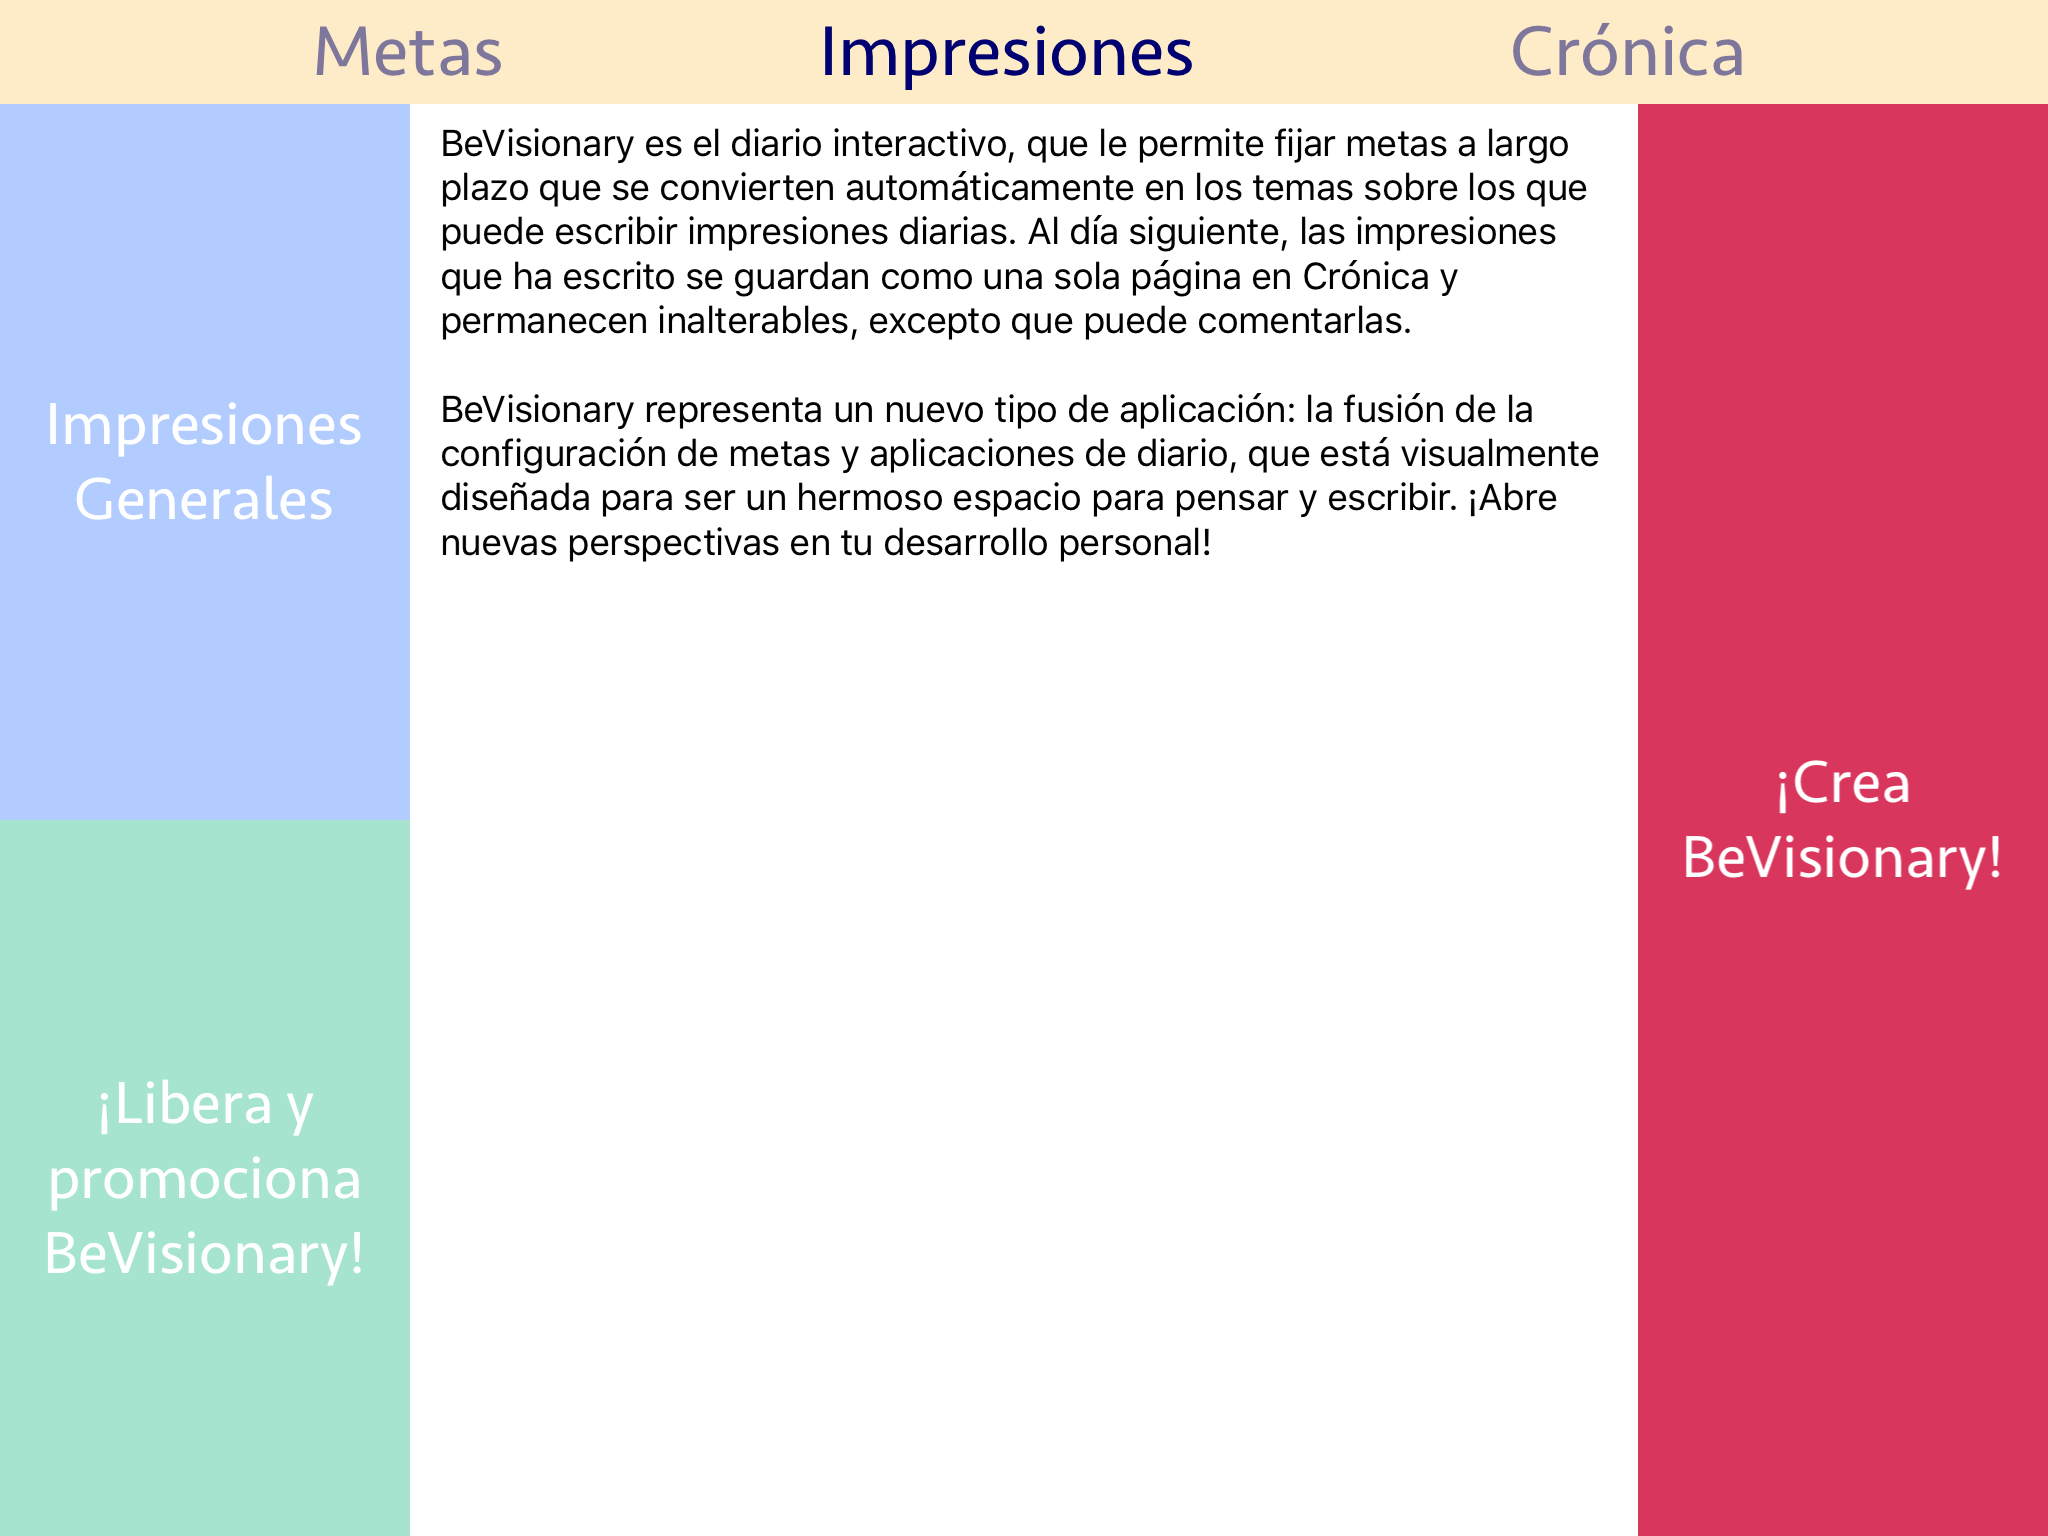 Metas
Impresiones
Crónica
Impresiones
Generales
¡Libera y
promociona
BeVisionary!
BeVisionary es el diario interactivo, que le permite fijar metas a largo
plazo que se convierten automáticamente en los temas sobre los que
puede escribir impresiones diarias. Al día siguiente, las impresiones
que ha escrito se guardan como una sola página en Crónica y
permanecen inalterables, excepto que puede comentarlas.
BeVisionary representa un nuevo tipo de aplicación: la fusión de la
configuración de metas y aplicaciones de diario, que está visualmente
diseñada para ser un hermoso espacio para pensar y escribir. ¡Abre
nuevas perspectivas en tu desarrollo personal!
¡Crea
BeVisionary!